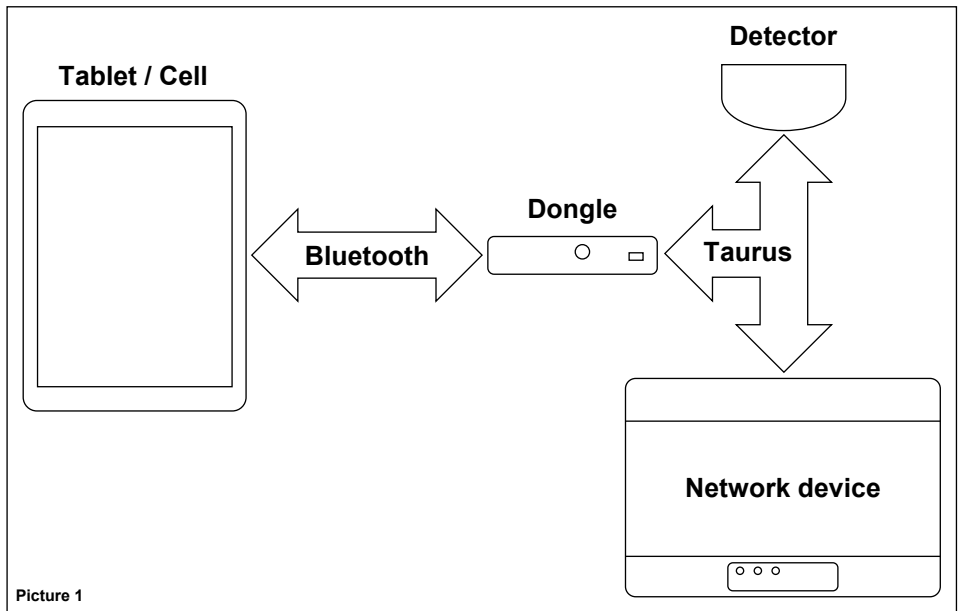 Detector
Tablet / Cell
Dongle
Bluetooth
Taurus
Network device
Picture 1